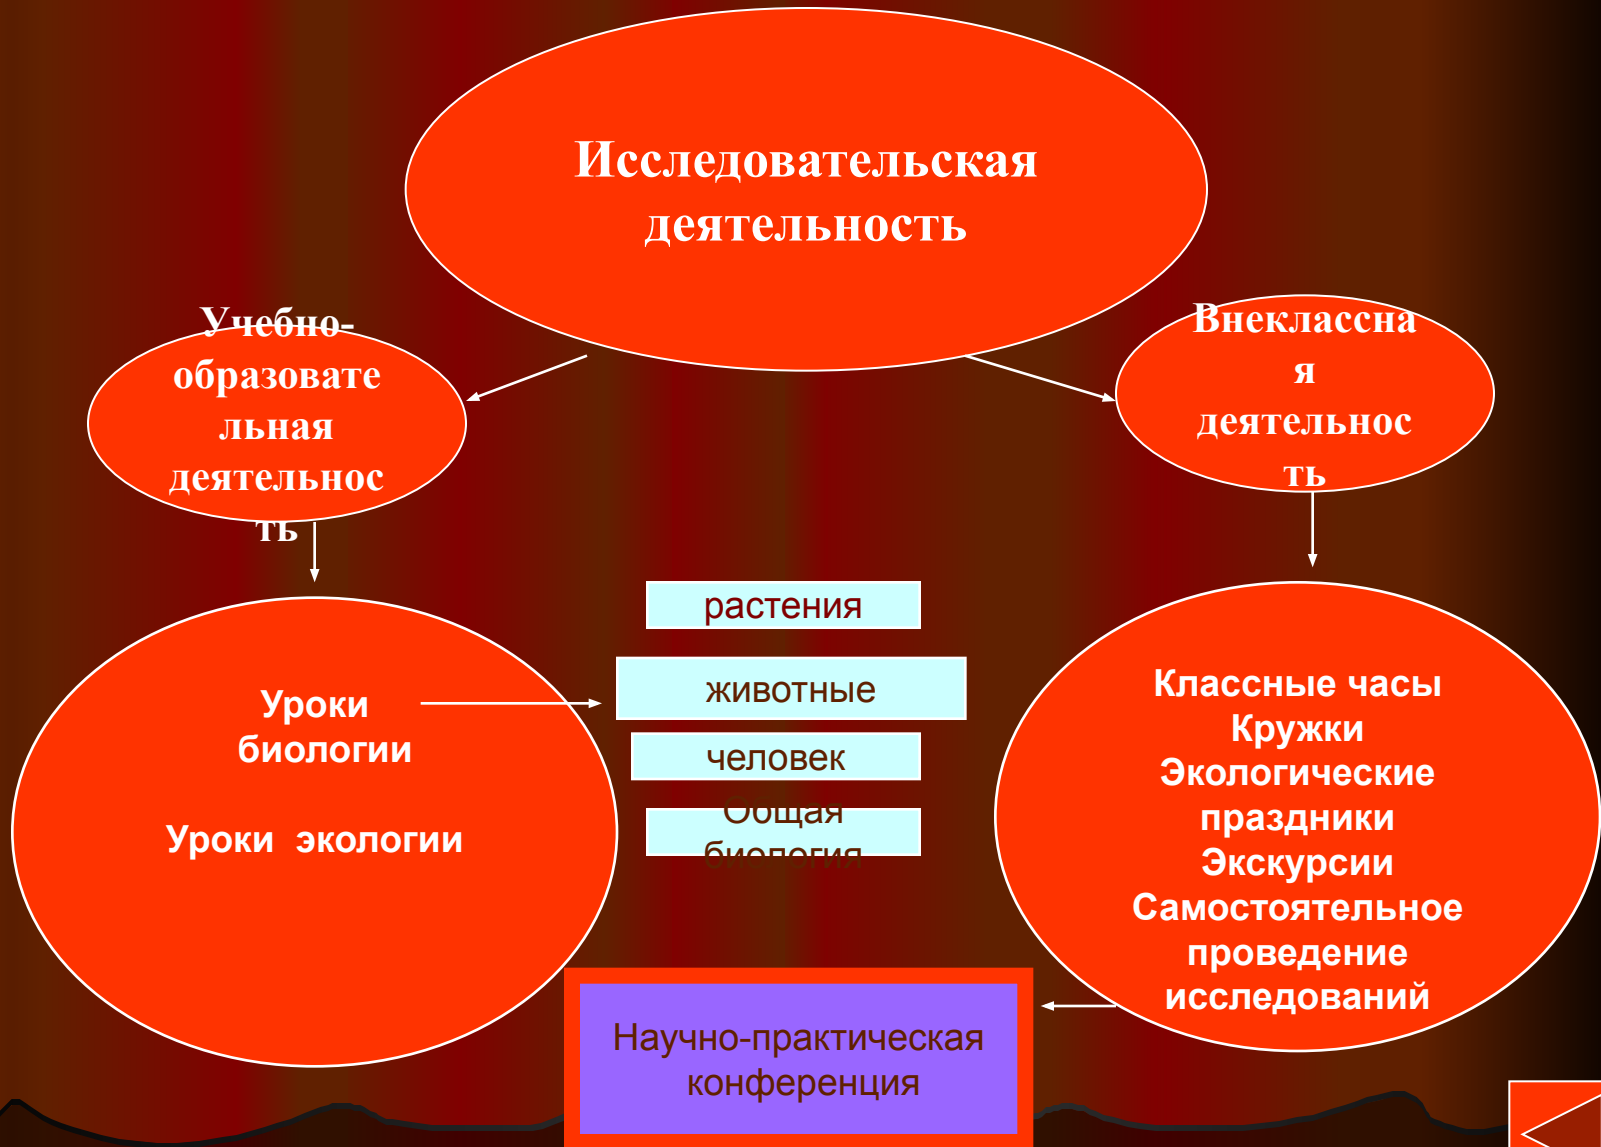 Исследовательская
деятельность
Учебно-
образовате
льная
деятельнос
ть
Внеклассна
я
деятельнос
ть
Уроки
биологии
Уроки  экологии
растения
животные
человек
Общая
биология
Классные часы
Кружки
Экологические
праздники
Экскурсии
Самостоятельное
проведение
исследований
Научно-практическая
конференция